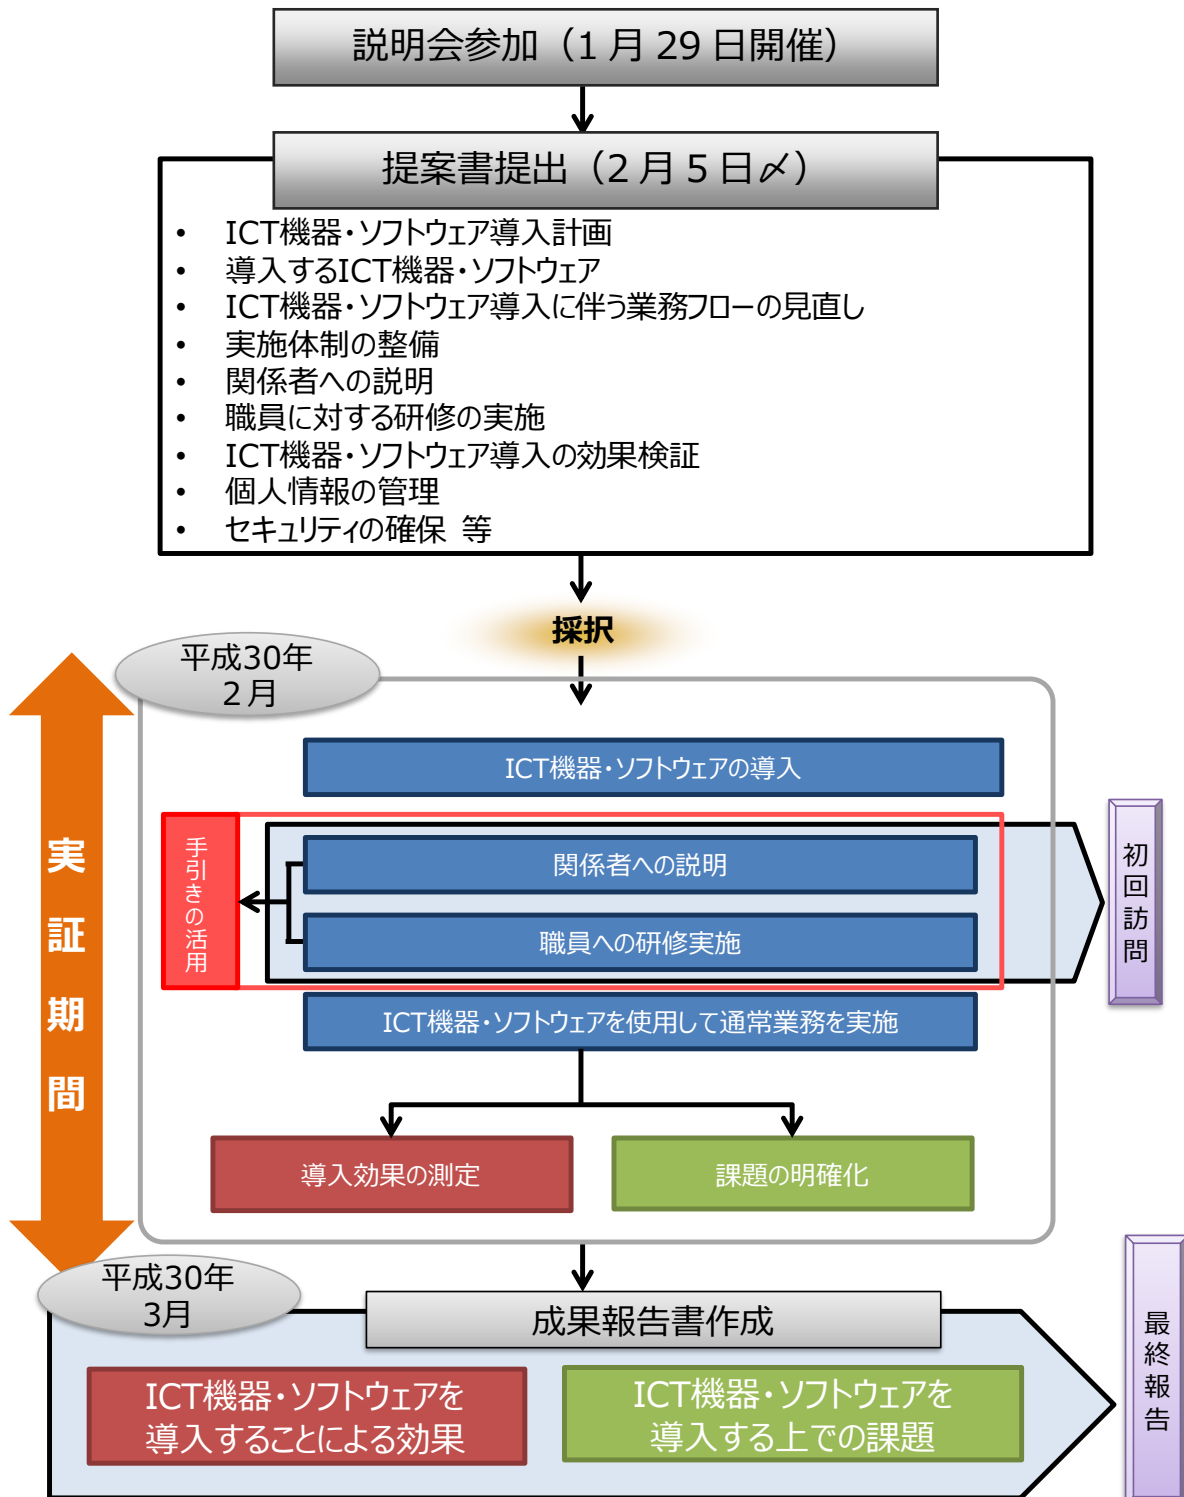 説明会参加（1月29日開催）
提案書提出（2月5日〆）
• ICT機器・ソフトウェア導入計画
• 導入するICT機器・ソフトウェア
• ICT機器・ソフトウェア導入に伴う業務フローの見直し
• 実施体制の整備
• 関係者への説明
• 職員に対する研修の実施
• ICT機器・ソフトウェア導入の効果検証
• 個人情報の管理
• セキュリティの確保 等
採択
平成30年
２月
実証期間
ICT機器・ソフトウェアの導入
手引きの活用
関係者への説明
職員への研修実施
初回訪問
ICT機器・ソフトウェアを使用して通常業務を実施
導入効果の測定
課題の明確化
平成30年
3月
成果報告書作成
ICT機器・ソフトウェアを
導入することによる効果
ICT機器・ソフトウェアを
導入する上での課題
最終報告